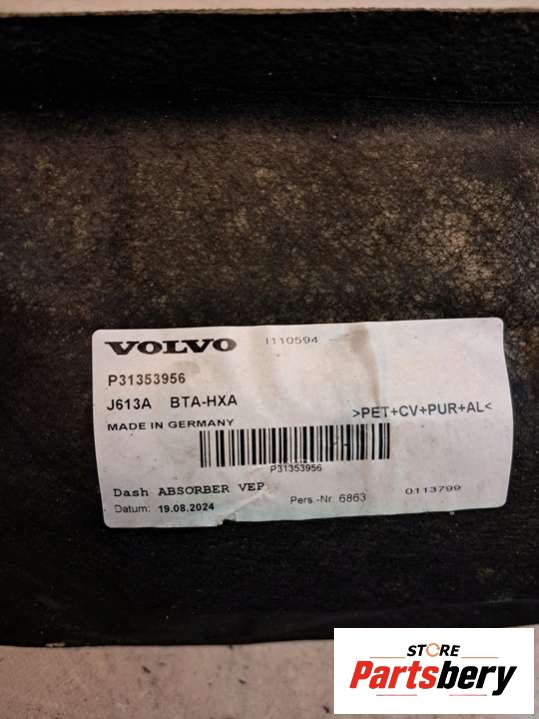 VOLVO I110594
P31353956
J613A BTA-HXA
>PET+CV+PUR+AL<
MADE IN GERMANY
P31353956
Dash ABSORBER VEP
Pers.-Nr. 6863 0113799
Datum: 19.08.2024
STORE
Partsbery